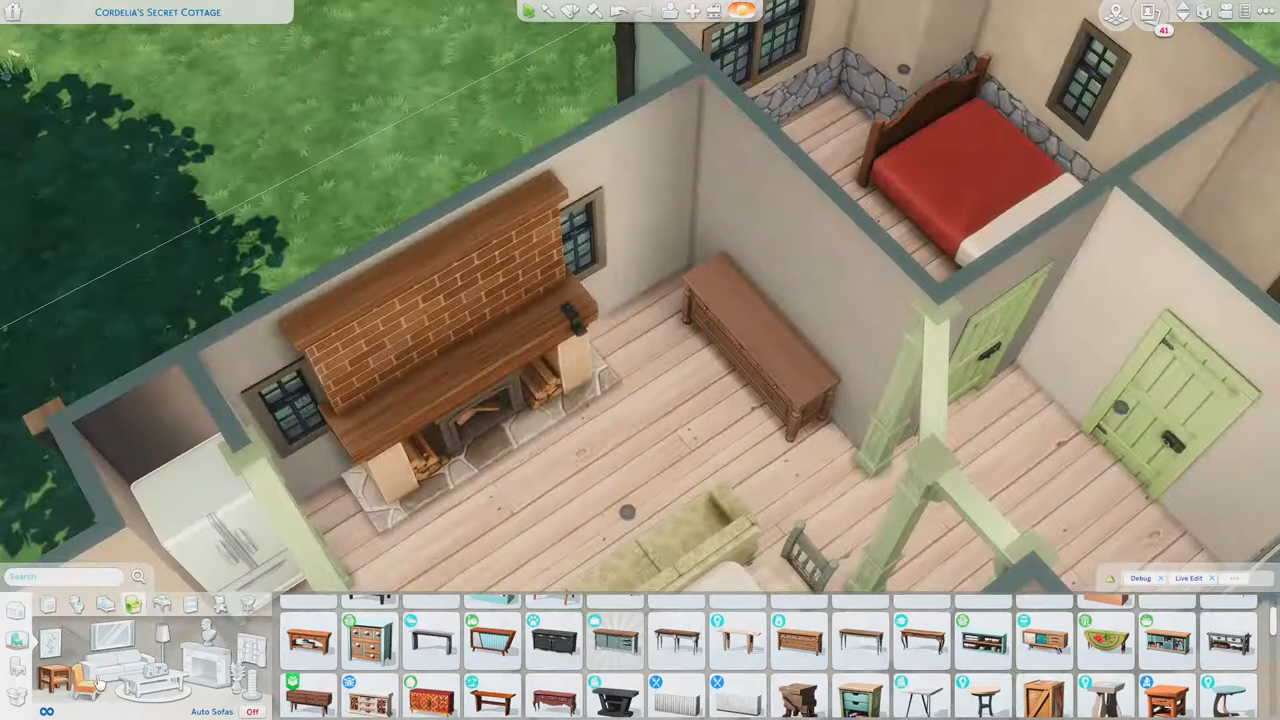 CORDELIA'S SECRET COTTAGE
41
Search
Debug X Live Edit X ...
Auto Sofas Off